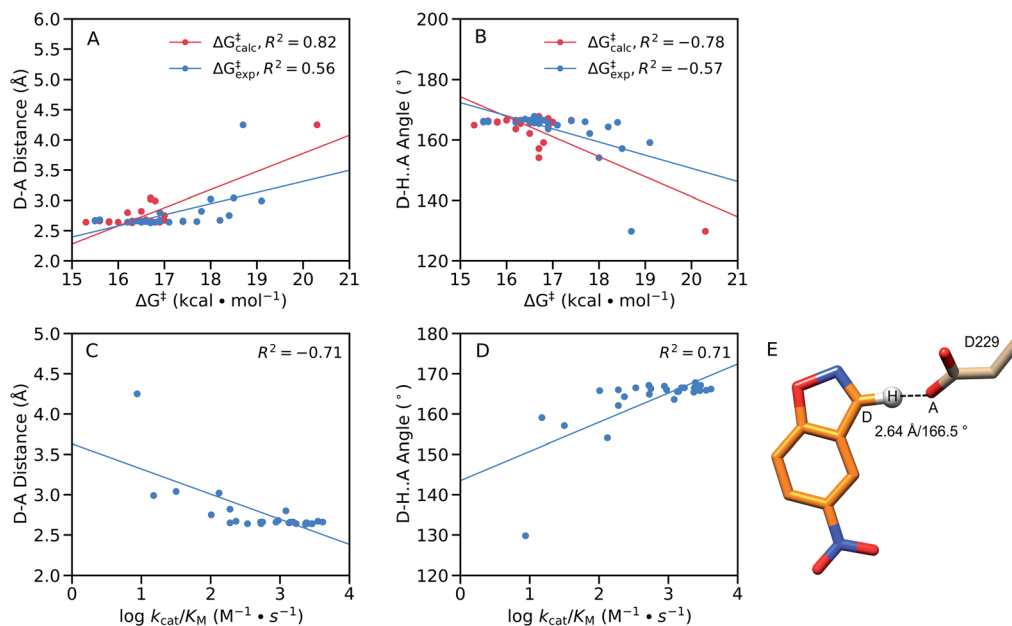 A
ΔG‡calc, R² = 0.82
ΔG‡exp, R² = 0.56
D-A Distance (Å)
6.0
5.5
5.0
4.5
4.0
3.5
3.0
2.5
2.0
15 16 17 18 19 20 21
ΔG‡ (kcal • mol⁻¹)
B
ΔG‡calc, R² = −0.78
ΔG‡exp, R² = −0.57
D-H..A Angle (°)
200
180
160
140
120
15 16 17 18 19 20 21
ΔG‡ (kcal • mol⁻¹)
C
R² = −0.71
D-A Distance (Å)
5.0
4.5
4.0
3.5
3.0
2.5
2.0
0 1 2 3 4
log kcat/KM (M⁻¹ • s⁻¹)
D
R² = 0.71
D-H..A Angle (°)
180
170
160
150
140
130
120
0 1 2 3 4
log kcat/KM (M⁻¹ • s⁻¹)
E
D229
H
D
A
2.64 Å/166.5 °